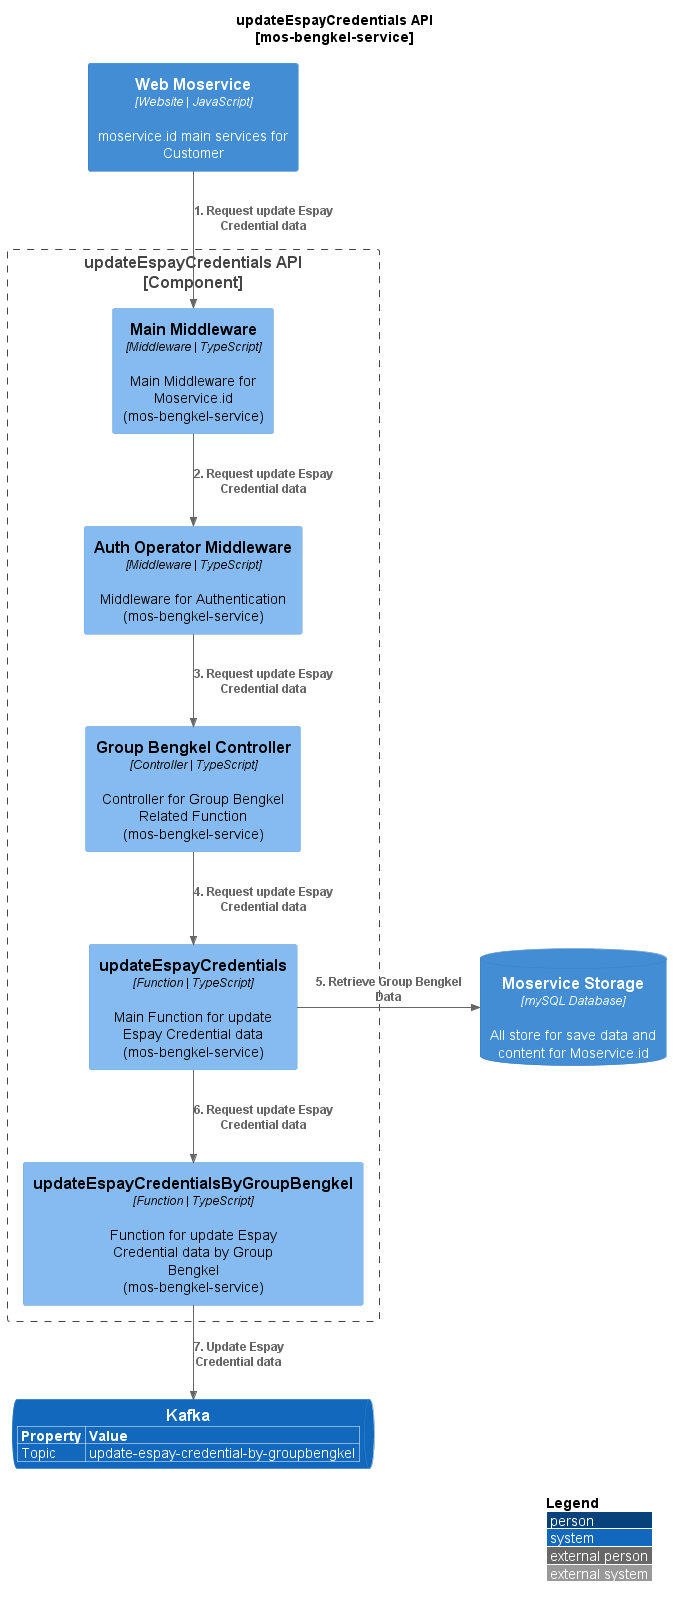 updateEspayCredentials API
[mos-bengkel-service]
Web Moservice
[Website | JavaScript]
moservice.id main services for
Customer
1. Request update Espay
Credential data
updateEspayCredentials API
[Component]
Main Middleware
[Middleware | TypeScript]
Main Middleware for
Moservice.id
(mos-bengkel-service)
2. Request update Espay
Credential data
Auth Operator Middleware
[Middleware | TypeScript]
Middleware for Authentication
(mos-bengkel-service)
3. Request update Espay
Credential data
Group Bengkel Controller
[Controller | TypeScript]
Controller for Group Bengkel
Related Function
(mos-bengkel-service)
4. Request update Espay
Credential data
updateEspayCredentials
[Function | TypeScript]
Main Function for update
Espay Credential data
(mos-bengkel-service)
5. Retrieve Group Bengkel
Data
Moservice Storage
[mySQL Database]
All store for save data and
content for Moservice.id
6. Request update Espay
Credential data
updateEspayCredentialsByGroupBengkel
[Function | TypeScript]
Function for update Espay
Credential data by Group
Bengkel
(mos-bengkel-service)
7. Update Espay
Credential data
Kafka
Property Value
Topic update-espay-credential-by-groupbengkel
Legend
person
system
external person
external system